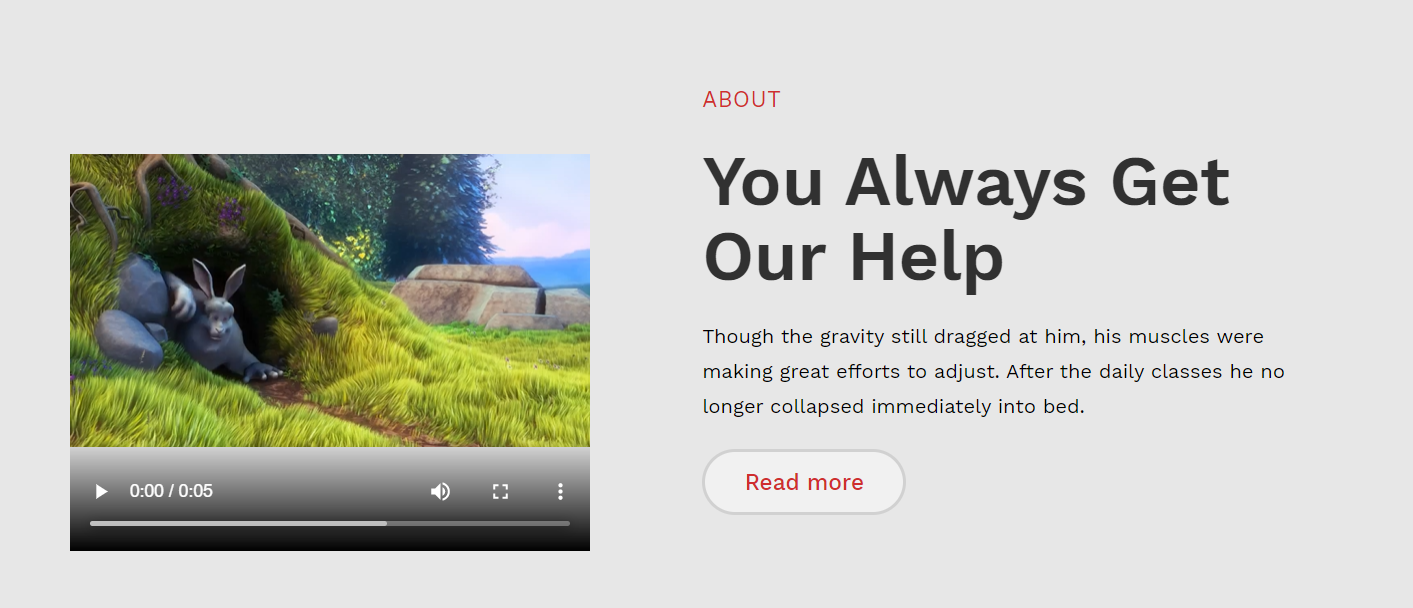 ABOUT
You Always Get
Our Help
Though the gravity still dragged at him, his muscles were
making great efforts to adjust. After the daily classes he no
longer collapsed immediately into bed.
Read more
0:00 / 0:05